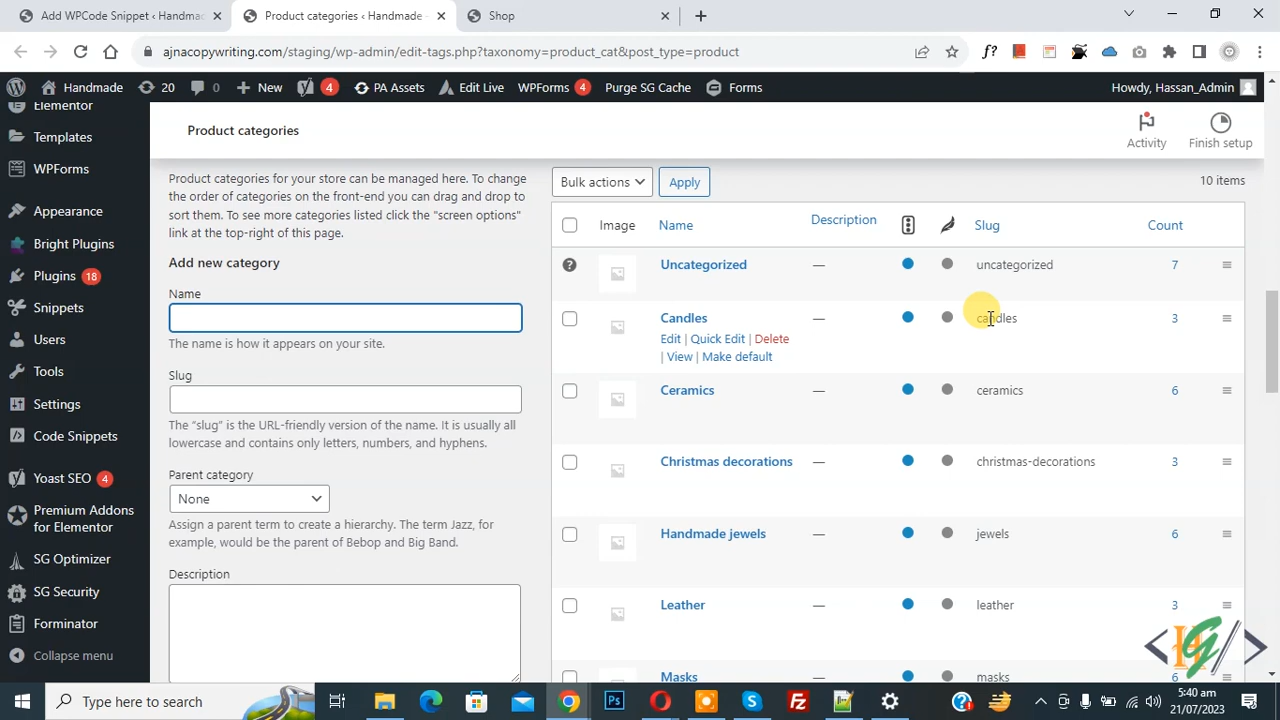 Add WPCode Snippet ‹ Handmad
Product categories ‹ Handmade -
Shop
ajnacopywriting.com/staging/wp-admin/edit-tags.php?taxonomy=product_cat&post_type=product
Handmade
20
0
New
4
PA Assets
Edit Live
WPForms 4
Purge SG Cache
Forms
Howdy, Hassan_Admin
Elementor
Templates
WPForms
Appearance
Bright Plugins
Plugins 18
Snippets
Users
Tools
Settings
Code Snippets
Yoast SEO 4
Premium Addons
for Elementor
SG Optimizer
SG Security
Forminator
Collapse menu
Product categories
Activity
Finish setup
Product categories for your store can be managed here. To change
the order of categories on the front-end you can drag and drop to
sort them. To see more categories listed click the "screen options"
link at the top-right of this page.
Add new category
Name
The name is how it appears on your site.
Slug
The “slug” is the URL-friendly version of the name. It is usually all
lowercase and contains only letters, numbers, and hyphens.
Parent category
None
Assign a parent term to create a hierarchy. The term Jazz, for
example, would be the parent of Bebop and Big Band.
Description
Bulk actions
Apply
10 items
Image Name Description Slug Count
Uncategorized — uncategorized 7
Candles — candles 3
Edit | Quick Edit | Delete
| View | Make default
Ceramics — ceramics 6
Christmas decorations — christmas-decorations 3
Handmade jewels — jewels 6
Leather — leather 3
Masks — masks 6
Type here to search
5:40 am
21/07/2023